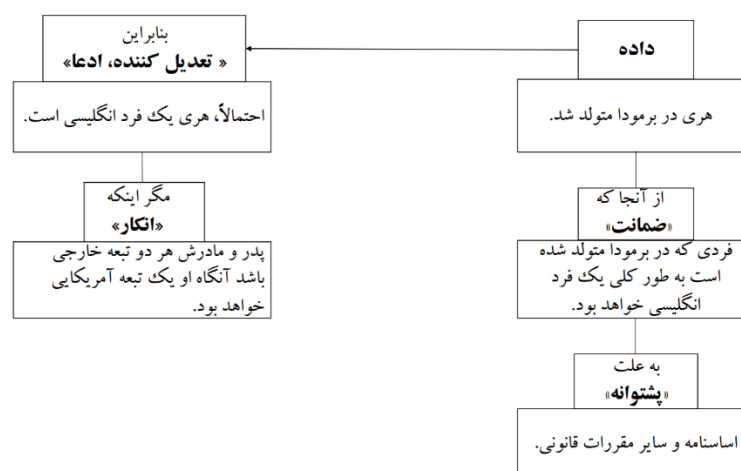 داده
هری در برمودا متولد شد.
از آنجا که
«ضمانت»
فردی که در برمودا متولد شده
است به طور کلی یک فرد
انگلیسی خواهد بود.
به علت
«پشتوانه»
اساسنامه و سایر مقررات قانونی.
بنابراین
« تعدیل کننده، ادعا»
احتمالاً، هری یک فرد انگلیسی است.
مگر اینکه
«انکار»
پدر و مادرش هر دو تبعه خارجی
باشد آنگاه او یک تبعه آمریکایی
خواهد بود.